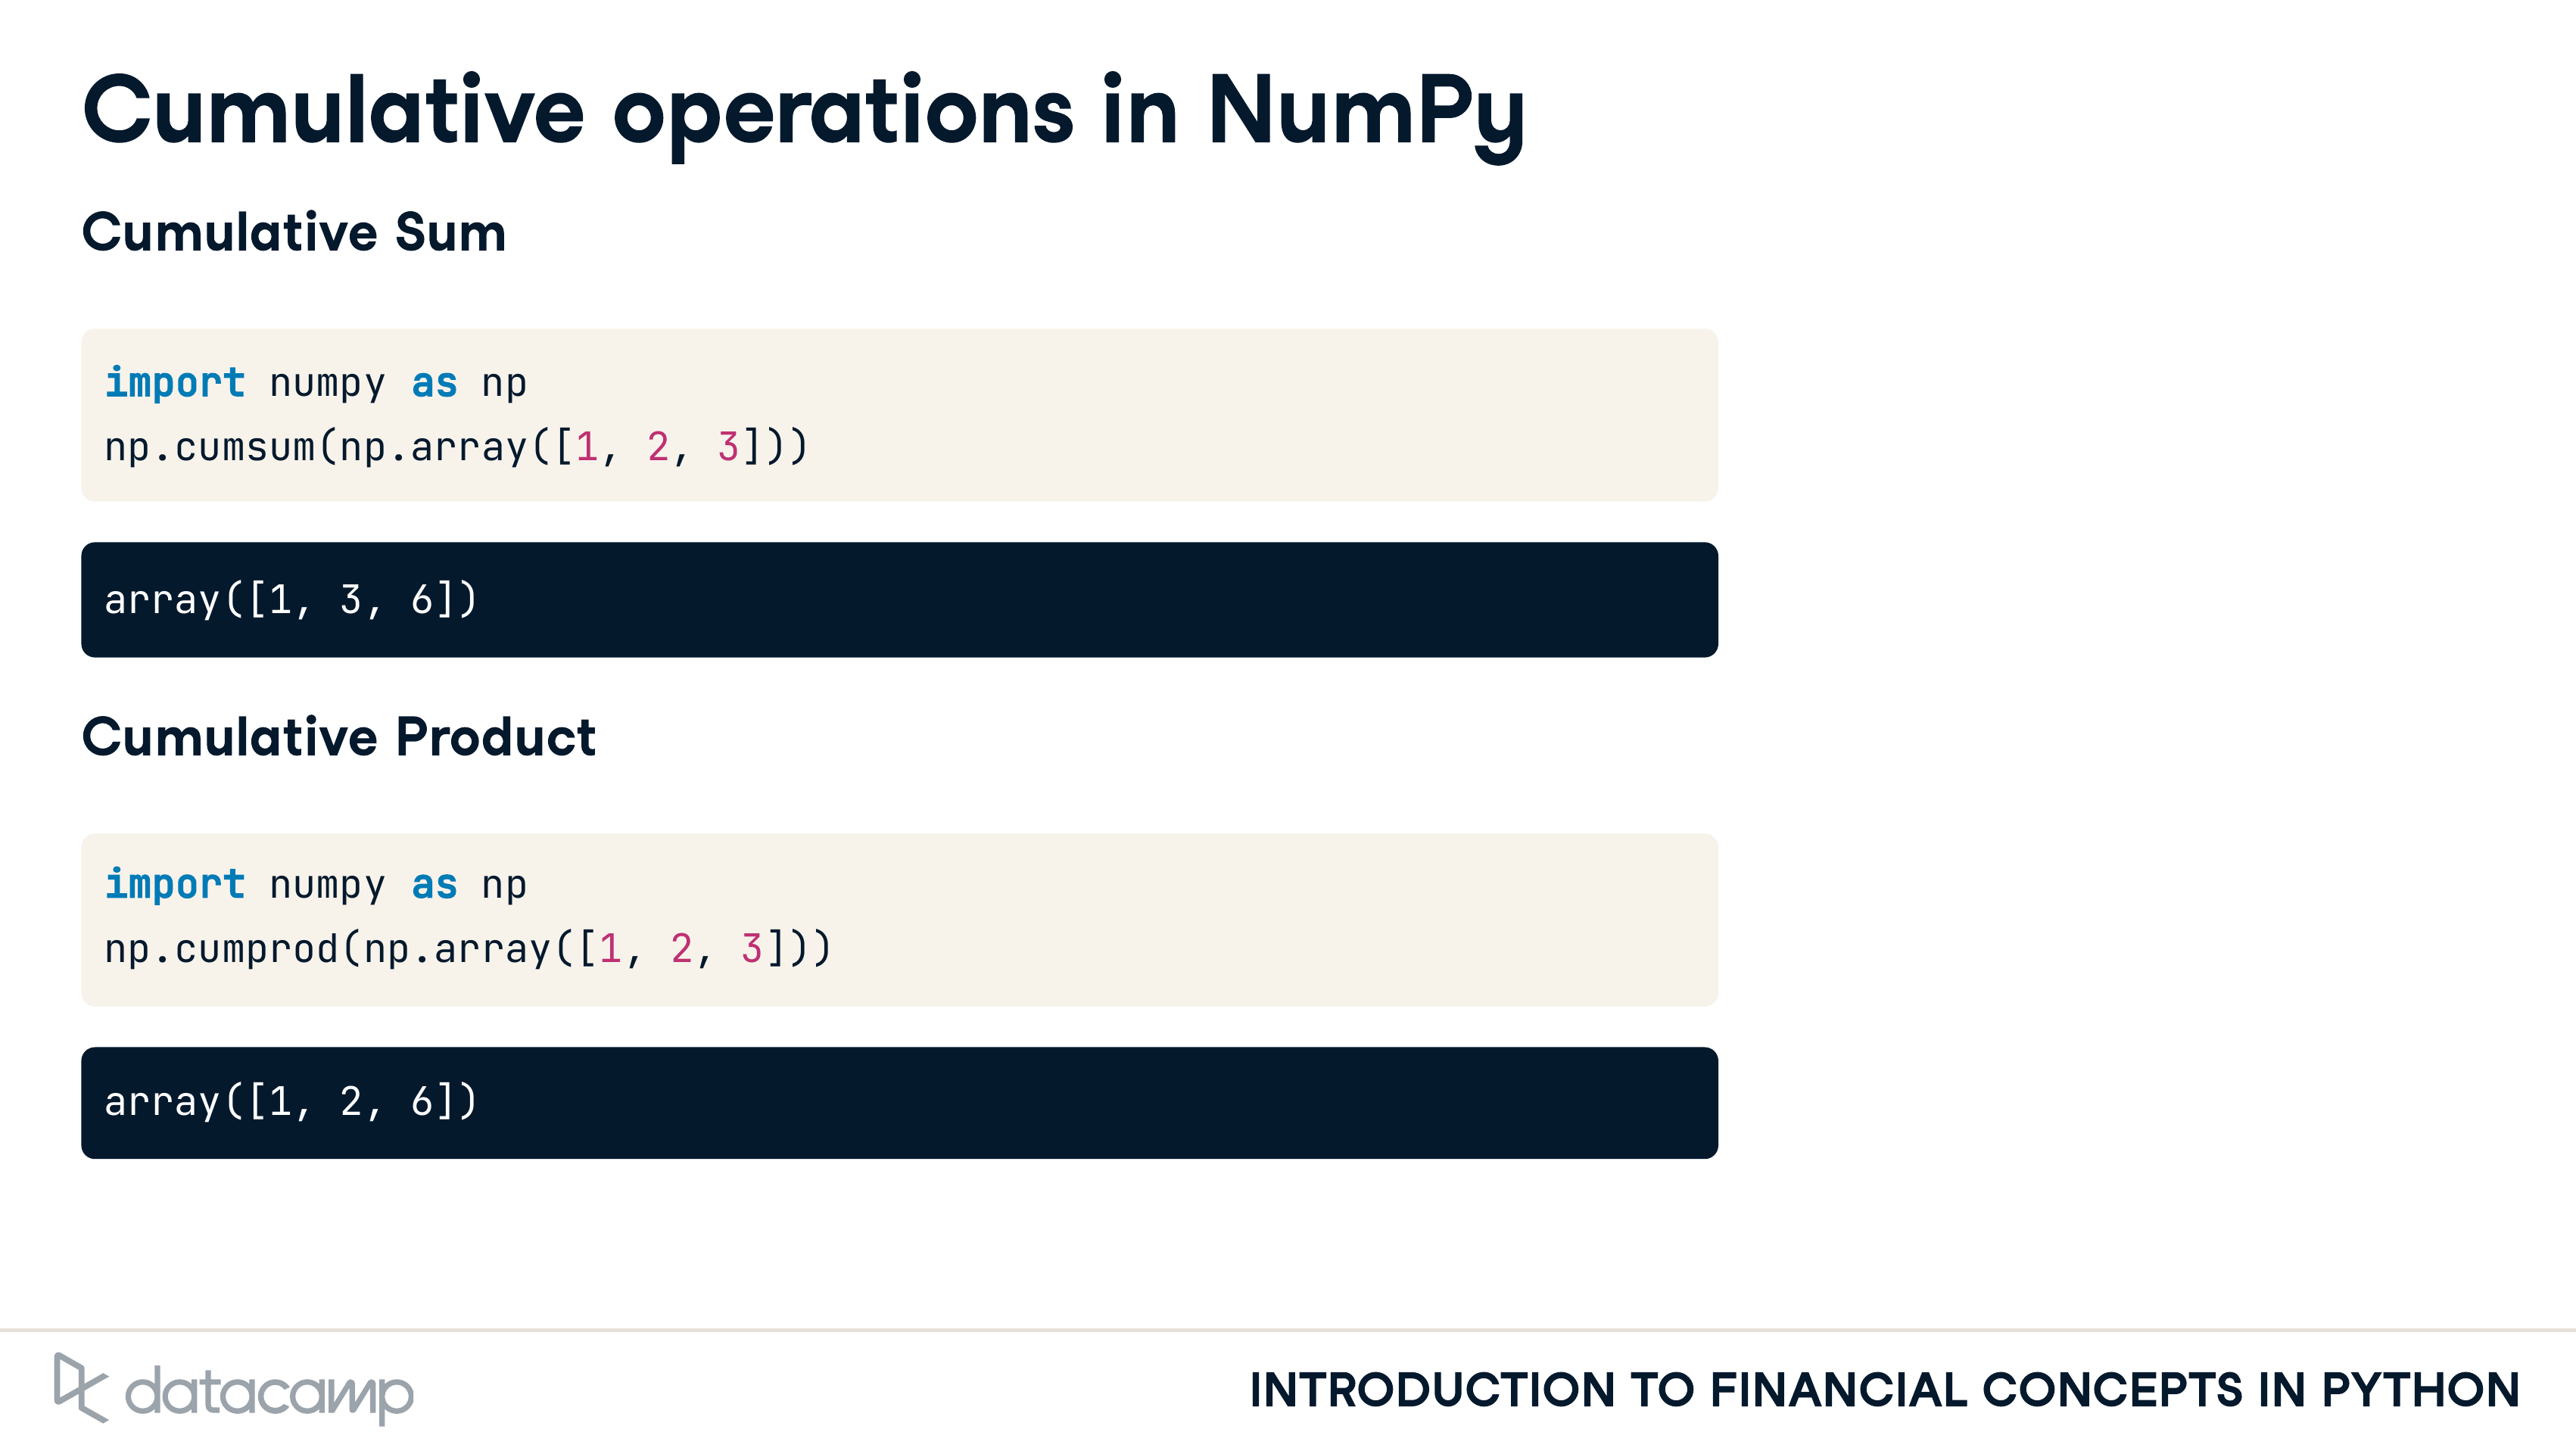 Cumulative operations in NumPy
Cumulative Sum
import numpy as np
np.cumsum(np.array([1, 2, 3]))
array([1, 3, 6])
Cumulative Product
import numpy as np
np.cumprod(np.array([1, 2, 3]))
array([1, 2, 6])
datacamp
INTRODUCTION TO FINANCIAL CONCEPTS IN PYTHON